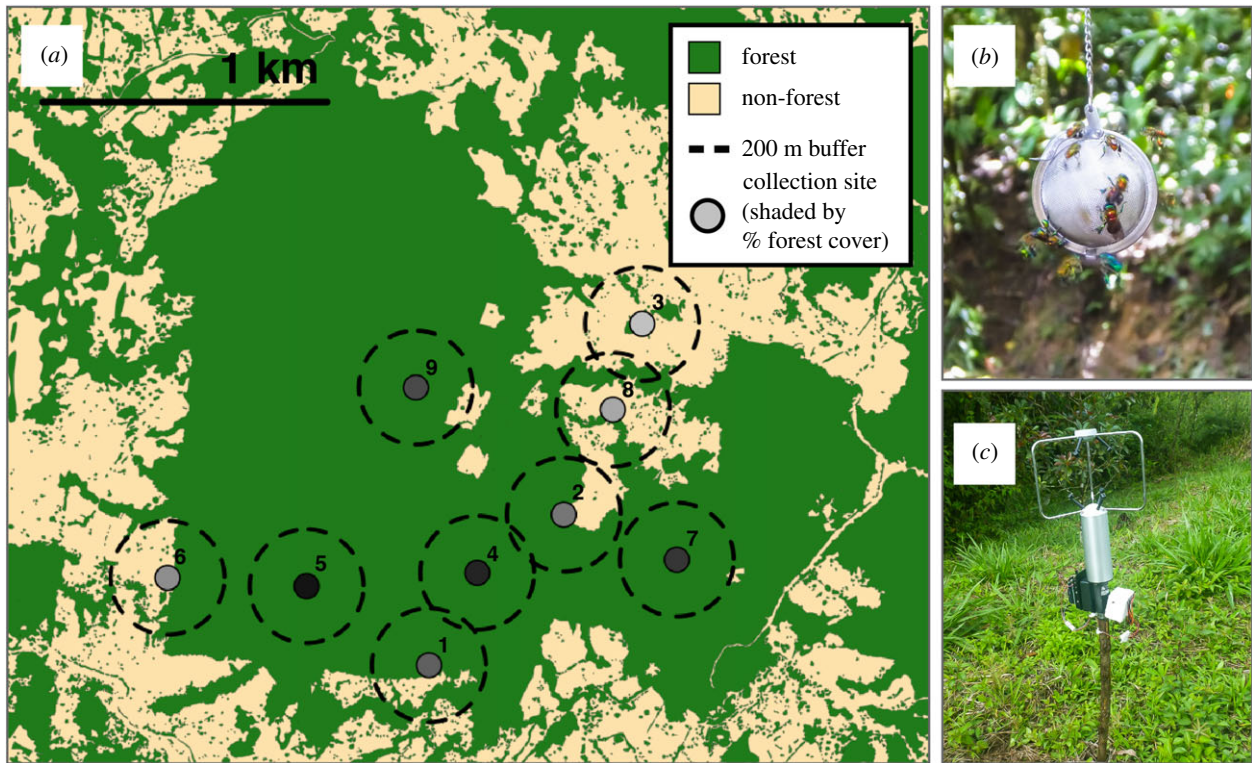 (a)
1 km
forest
non-forest
200 m buffer
collection site
(shaded by
% forest cover)
3
9
8
2
7
4
6
5
1
(b)
(c)